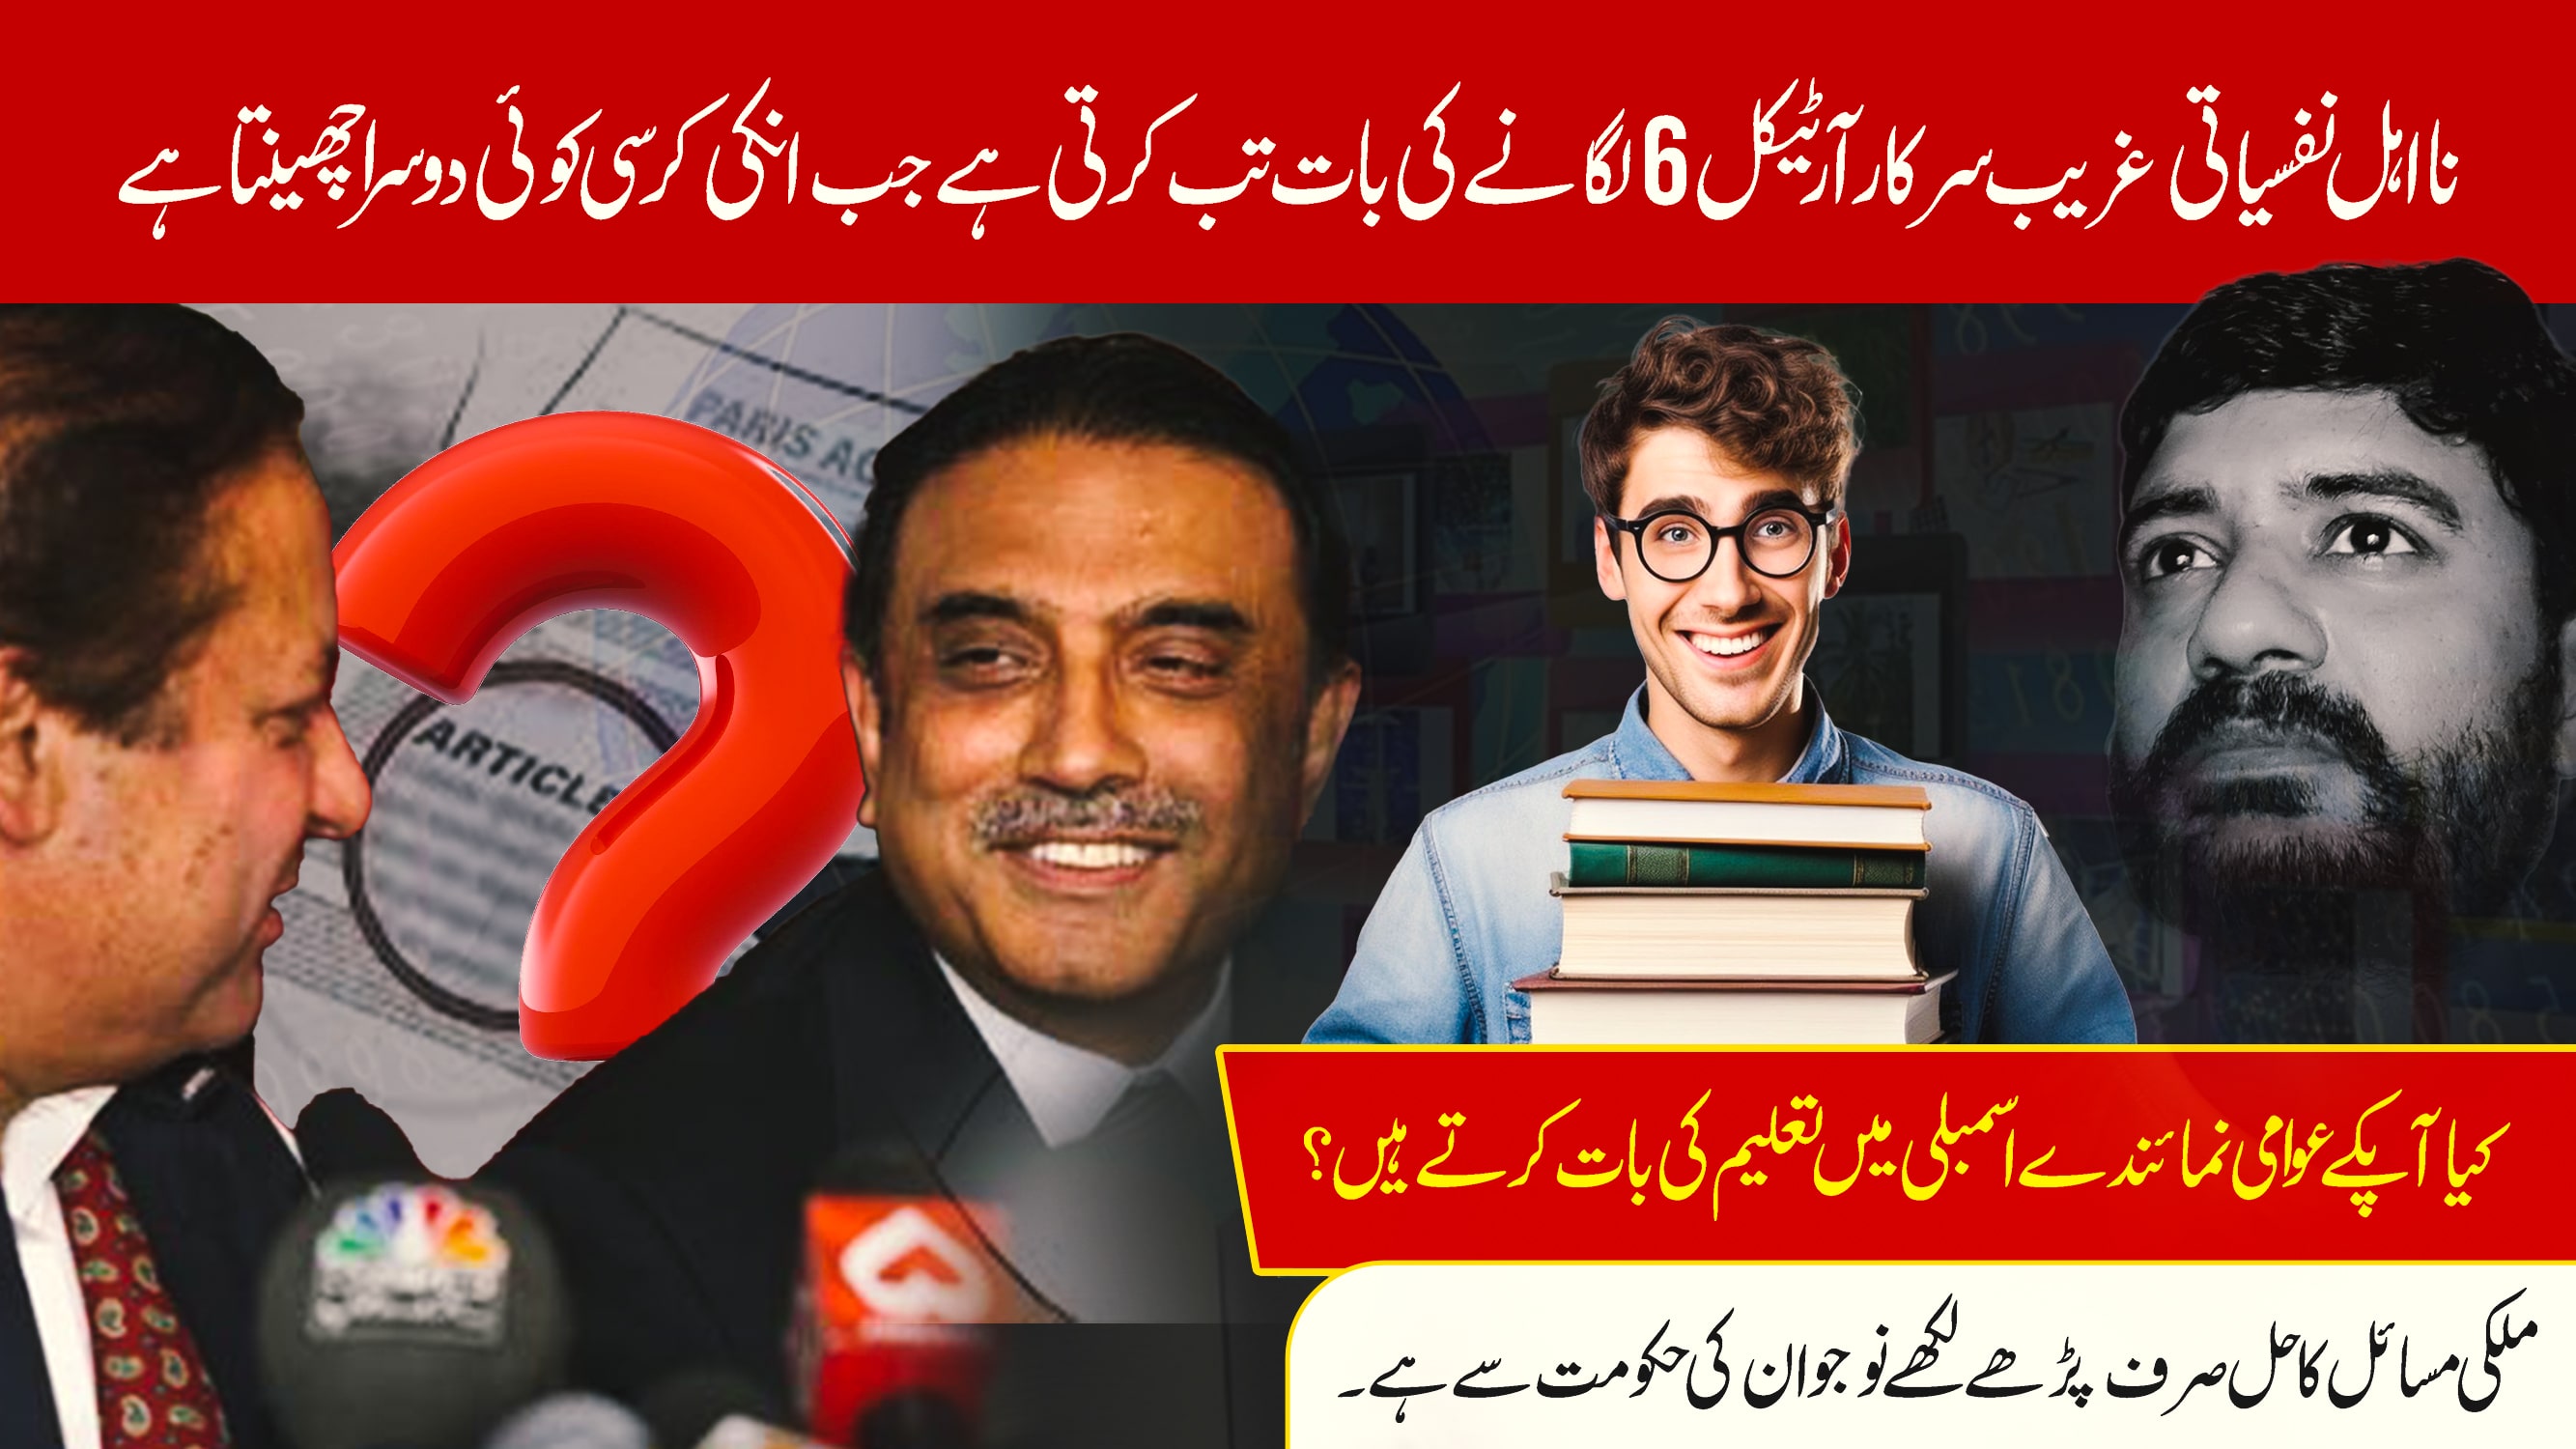 نااہل نفسیاتی غریب سرکار آرٹیکل 6 لگانے کی بات تب کرتی ہے جب انکی کرسی کوئی دوسرا چھینتا ہے
PARIS AG
ARTICLE
کیا آپکے عوامی نمائندے اسمبلی میں تعلیم کی بات کرتے ہیں؟
ملکی مسائل کا حل صرف پڑھے لکھے نوجوان کی حکومت سے ہے۔